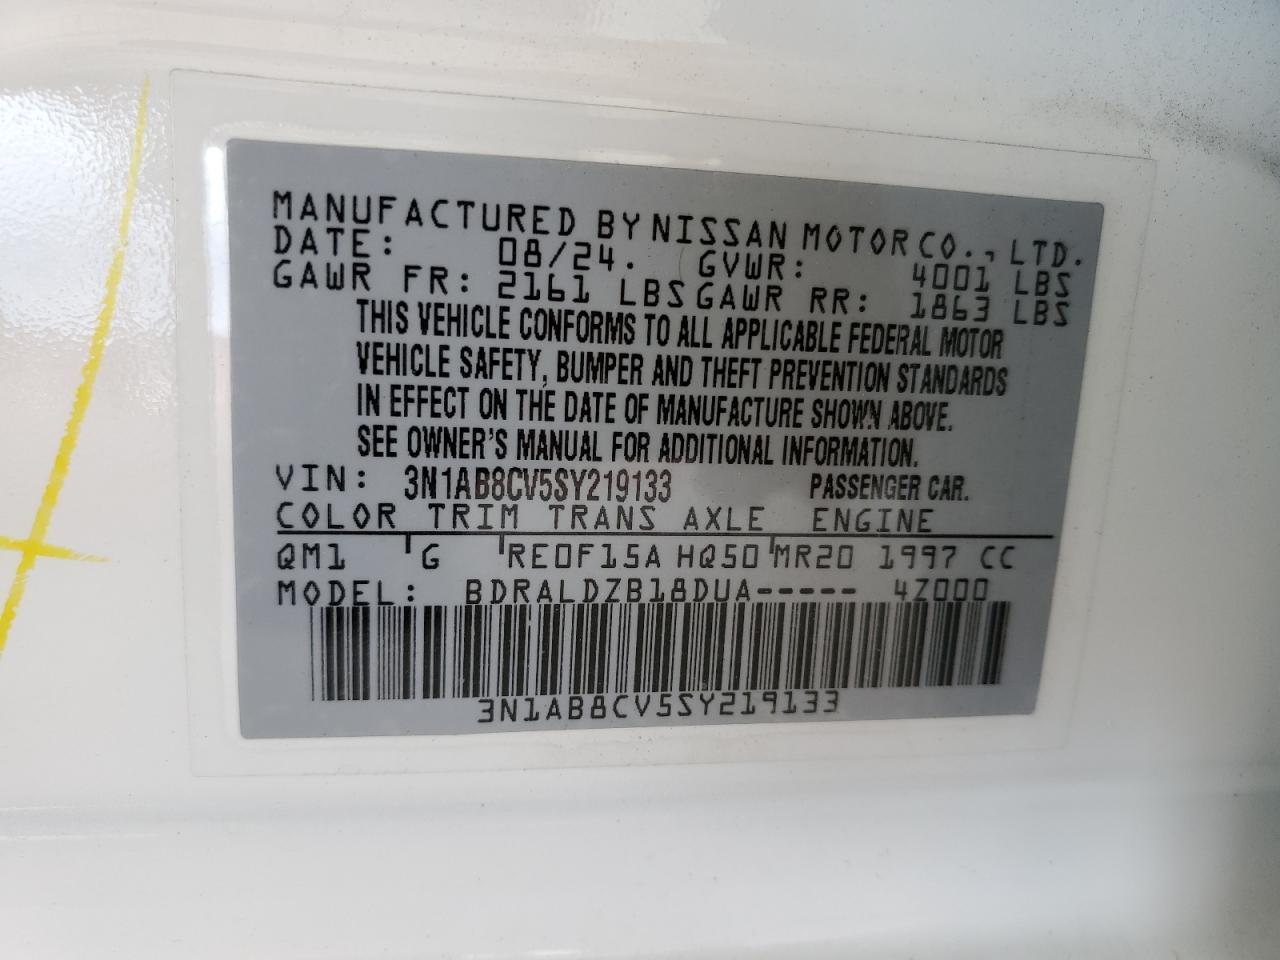 MANUFACTURED BY NISSAN MOTOR CO., LTD.
DATE: 08/24. GVWR: 4001 LBS
GAWR FR: 2161 LBS GAWR RR: 1863 LBS
THIS VEHICLE CONFORMS TO ALL APPLICABLE FEDERAL MOTOR
VEHICLE SAFETY, BUMPER AND THEFT PREVENTION STANDARDS
IN EFFECT ON THE DATE OF MANUFACTURE SHOWN ABOVE.
SEE OWNER'S MANUAL FOR ADDITIONAL INFORMATION.
VIN: 3N1AB8CV5SY219133 PASSENGER CAR.
COLOR TRIM TRANS AXLE ENGINE
QM1 G RE0F15A HQ50 MR20 1997 CC
MODEL: BDRALDZB18DUA----- 4Z000
3N1AB8CV5SY219133